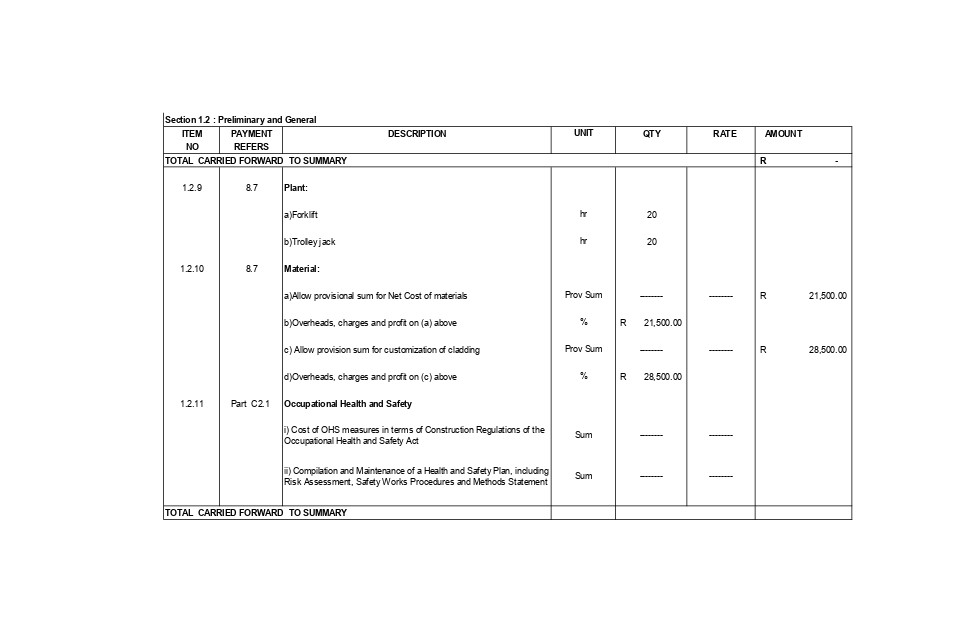 Section 1.2 : Preliminary and General
ITEM NO PAYMENT REFERS DESCRIPTION UNIT QTY RATE AMOUNT
TOTAL CARRIED FORWARD TO SUMMARY R -
1.2.9 8.7 Plant:
a)Forklift hr 20
b)Trolley jack hr 20
1.2.10 8.7 Material:
a)Allow provisional sum for Net Cost of materials Prov Sum -------- -------- R 21,500.00
b)Overheads, charges and profit on (a) above % R 21,500.00
c) Allow provision sum for customization of cladding Prov Sum -------- -------- R 28,500.00
d)Overheads, charges and profit on (c) above % R 28,500.00
1.2.11 Part C2.1 Occupational Health and Safety
i) Cost of OHS measures in terms of Construction Regulations of the
Occupational Health and Safety Act Sum -------- --------
ii) Compilation and Maintenance of a Health and Safety Plan, including
Risk Assessment, Safety Works Procedures and Methods Statement Sum -------- --------
TOTAL CARRIED FORWARD TO SUMMARY